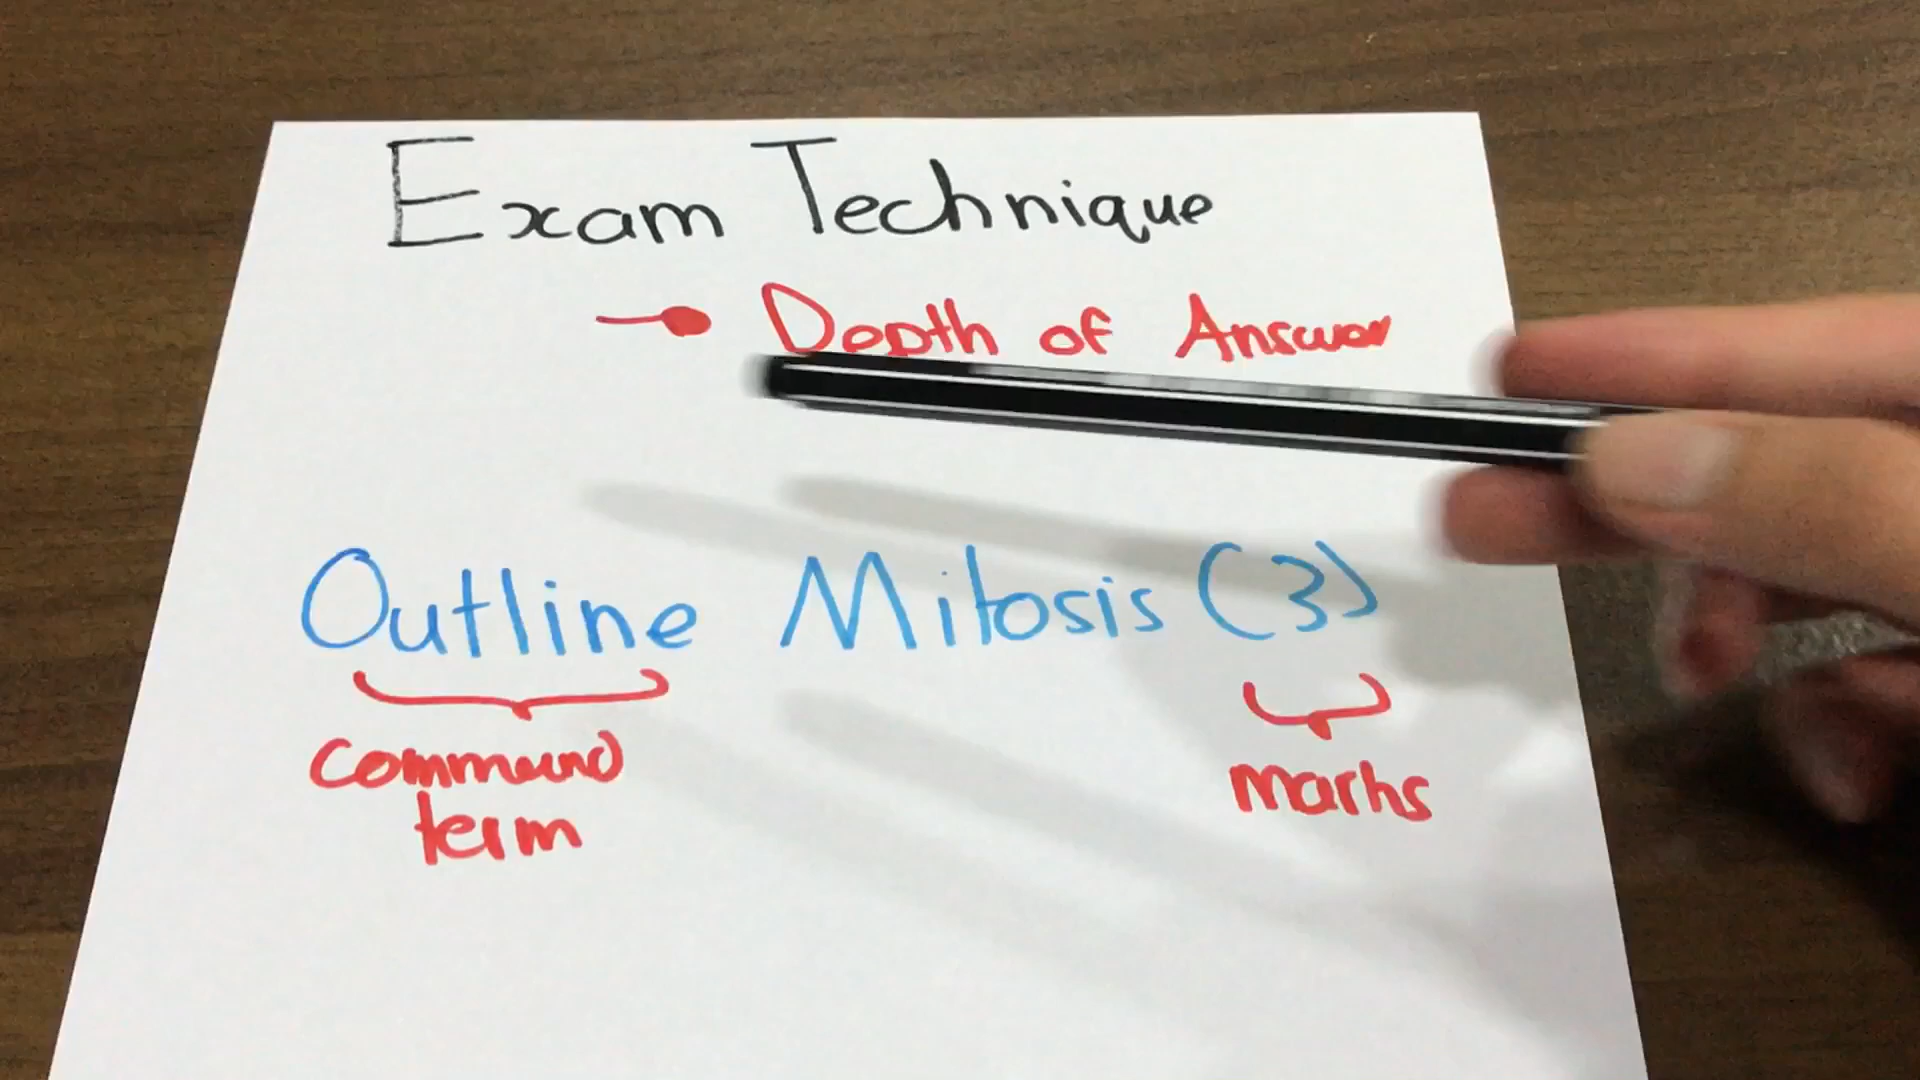 Exam Technique
Depth of Answer
Outline Mitosis (3)
Command
term
marks